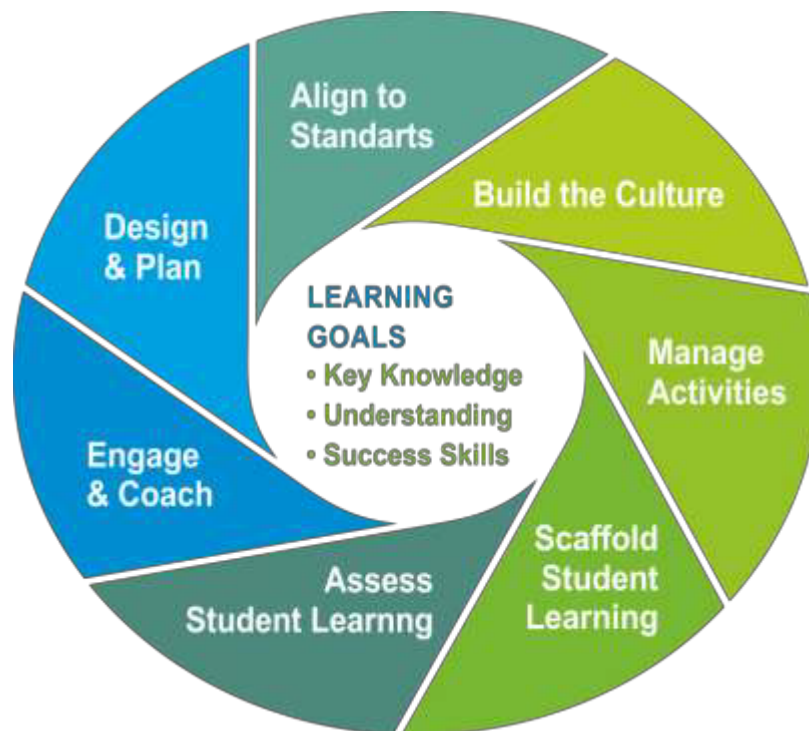 Align to
Standarts
Build the Culture
Design
& Plan
LEARNING
GOALS
• Key Knowledge
• Understanding
• Success Skills
Manage
Activities
Engage
& Coach
Scaffold
Student
Learning
Assess
Student Learnng